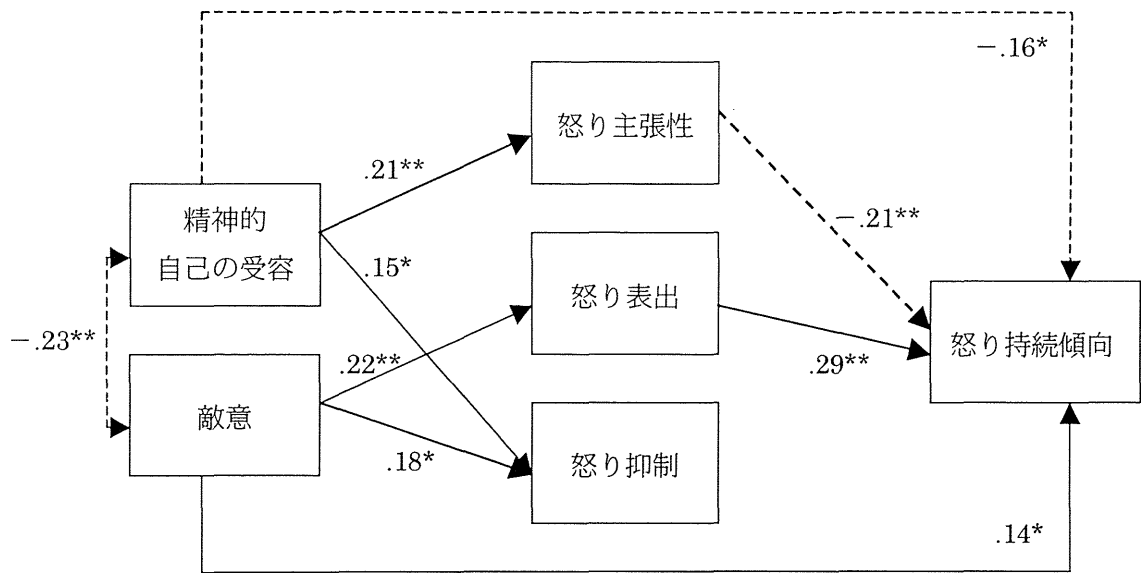 −.16*
怒り主張性
.21**
精神的
自己の受容
−.21**
.15*
怒り表出
−.23**
.22**
.29**
怒り持続傾向
敵意
.18*
怒り抑制
.14*